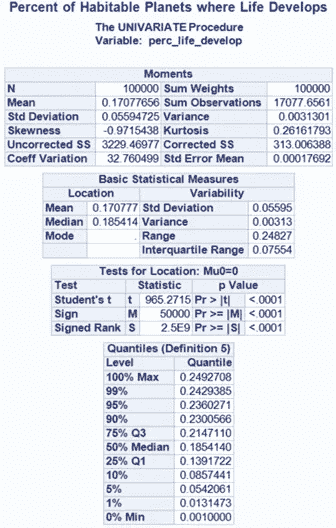 Percent of Habitable Planets where Life Develops
The UNIVARIATE Procedure
Variable: perc_life_develop
Moments
N 100000 Sum Weights 100000
Mean 0.17077656 Sum Observations 17077.6561
Std Deviation 0.05594725 Variance 0.0031301
Skewness -0.9715438 Kurtosis 0.26161793
Uncorrected SS 3229.46977 Corrected SS 313.006388
Coeff Variation 32.760499 Std Error Mean 0.00017692
Basic Statistical Measures
Location Variability
Mean 0.170777 Std Deviation 0.05595
Median 0.185414 Variance 0.00313
Mode . Range 0.24827
Interquartile Range 0.07554
Tests for Location: Mu0=0
Test Statistic p Value
Student's t t 965.2715 Pr > |t| <.0001
Sign M 50000 Pr >= |M| <.0001
Signed Rank S 2.5E9 Pr >= |S| <.0001
Quantiles (Definition 5)
Level Quantile
100% Max 0.2492708
99% 0.2429385
95% 0.2360271
90% 0.2300566
75% Q3 0.2147110
50% Median 0.1854140
25% Q1 0.1391722
10% 0.0857441
5% 0.0542061
1% 0.0131473
0% Min 0.0010000